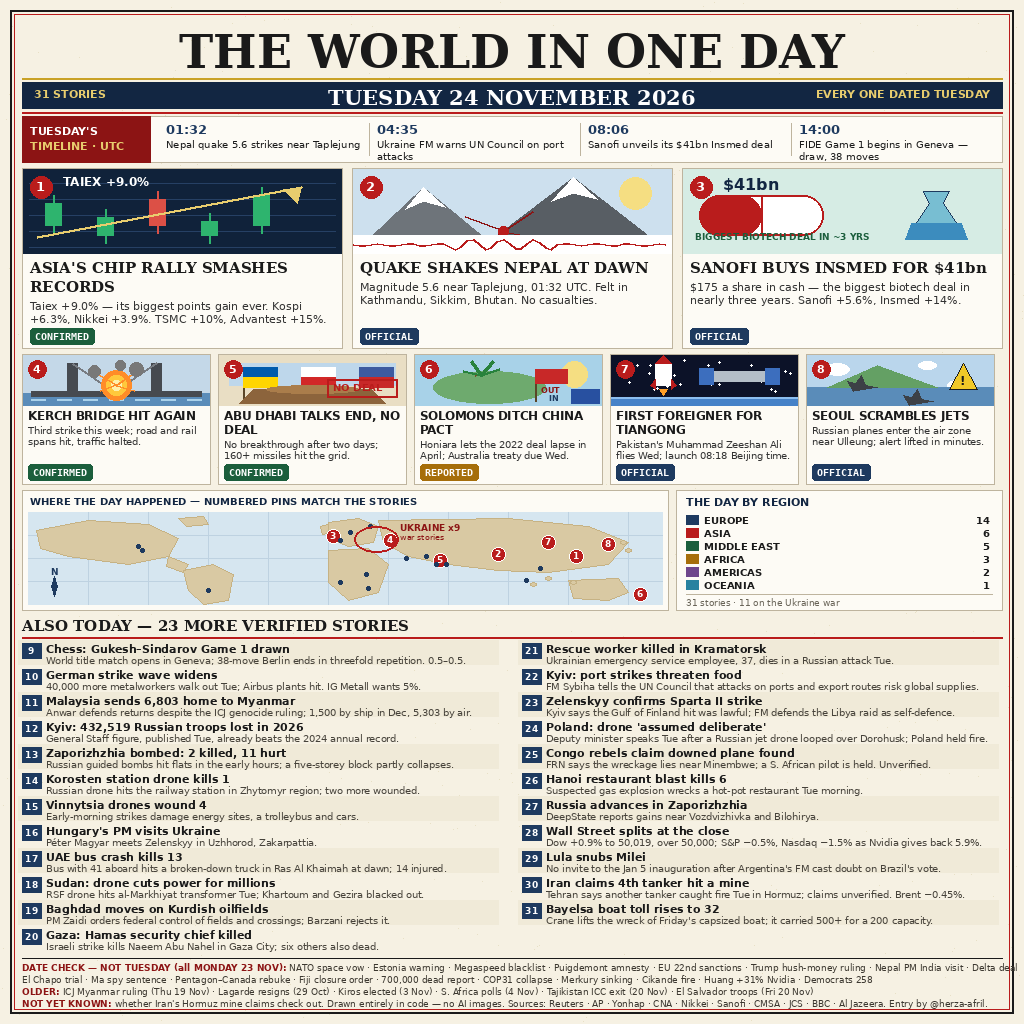 THE WORLD IN ONE DAY
31 STORIES
TUESDAY 24 NOVEMBER 2026
EVERY ONE DATED TUESDAY
TUESDAY'S
TIMELINE · UTC
01:32
Nepal quake 5.6 strikes near Taplejung
04:35
Ukraine FM warns UN Council on port
attacks
08:06
Sanofi unveils its $41bn Insmed deal
14:00
FIDE Game 1 begins in Geneva —
draw, 38 moves
1
TAIEX +9.0%
ASIA'S CHIP RALLY SMASHES
RECORDS
Taiex +9.0% — its biggest points gain ever. Kospi
+6.3%, Nikkei +3.9%. TSMC +10%, Advantest +15%.
CONFIRMED
2
QUAKE SHAKES NEPAL AT DAWN
Magnitude 5.6 near Taplejung, 01:32 UTC. Felt in
Kathmandu, Sikkim, Bhutan. No casualties.
OFFICIAL
3
$41bn
BIGGEST BIOTECH DEAL IN ~3 YRS
SANOFI BUYS INSMED FOR $41bn
$175 a share in cash — the biggest biotech deal in
nearly three years. Sanofi +5.6%, Insmed +14%.
OFFICIAL
4
KERCH BRIDGE HIT AGAIN
Third strike this week; road and rail
spans hit, traffic halted.
CONFIRMED
5
NO DEAL
ABU DHABI TALKS END, NO
DEAL
No breakthrough after two days;
160+ missiles hit the grid.
CONFIRMED
6
OUT
IN
SOLOMONS DITCH CHINA
PACT
Honiara lets the 2022 deal lapse in
April; Australia treaty due Wed.
REPORTED
7
FIRST FOREIGNER FOR
TIANGONG
Pakistan's Muhammad Zeeshan Ali
flies Wed; launch 08:18 Beijing time.
OFFICIAL
8
!
SEOUL SCRAMBLES JETS
Russian planes enter the air zone
near Ulleung; alert lifted in minutes.
OFFICIAL
WHERE THE DAY HAPPENED — NUMBERED PINS MATCH THE STORIES
UKRAINE x9
war stories
3
4
5
2
7
1
8
6
N
THE DAY BY REGION
EUROPE 14
ASIA 6
MIDDLE EAST 5
AFRICA 3
AMERICAS 2
OCEANIA 1
31 stories · 11 on the Ukraine war
ALSO TODAY — 23 MORE VERIFIED STORIES
9 Chess: Gukesh–Sindarov Game 1 drawn
World title match opens in Geneva; 38-move Berlin ends in threefold repetition. 0.5–0.5.
10 German strike wave widens
40,000 more metalworkers walk out Tue; Airbus plants hit. IG Metall wants 5%.
11 Malaysia sends 6,803 home to Myanmar
Anwar defends returns despite the ICJ genocide ruling; 1,500 by ship in Dec, 5,303 by air.
12 Kyiv: 432,519 Russian troops lost in 2026
General Staff figure, published Tue, already beats the 2024 annual record.
13 Zaporizhzhia bombed: 2 killed, 11 hurt
Russian guided bombs hit flats in the early hours; a five-storey block partly collapses.
14 Korosten station drone kills 1
Russian drone hits the railway station in Zhytomyr region; two more wounded.
15 Vinnytsia drones wound 4
Early-morning strikes damage energy sites, a trolleybus and cars.
16 Hungary's PM visits Ukraine
Péter Magyar meets Zelenskyy in Uzhhorod, Zakarpattia.
17 UAE bus crash kills 13
Bus with 41 aboard hits a broken-down truck in Ras Al Khaimah at dawn; 14 injured.
18 Sudan: drone cuts power for millions
RSF drone hits al-Markhiyat transformer Tue; Khartoum and Gezira blacked out.
19 Baghdad moves on Kurdish oilfields
PM Zaidi orders federal control of fields and crossings; Barzani rejects it.
20 Gaza: Hamas security chief killed
Israeli strike kills Naeem Abu Nahel in Gaza City; six others also dead.
21 Rescue worker killed in Kramatorsk
Ukrainian emergency service employee, 37, dies in a Russian attack Tue.
22 Kyiv: port strikes threaten food
FM Sybiha tells the UN Council that attacks on ports and export routes risk global supplies.
23 Zelenskyy confirms Sparta II strike
Kyiv says the Gulf of Finland hit was lawful; FM defends the Libya raid as self-defence.
24 Poland: drone 'assumed deliberate'
Deputy minister speaks Tue after a Russian jet drone looped over Dorohusk; Poland held fire.
25 Congo rebels claim downed plane found
FRN says the wreckage lies near Minembwe; a S. African pilot is held. Unverified.
26 Hanoi restaurant blast kills 6
Suspected gas explosion wrecks a hot-pot restaurant Tue morning.
27 Russia advances in Zaporizhzhia
DeepState reports gains near Vozdvizhivka and Bilohirya.
28 Wall Street splits at the close
Dow +0.9% to 50,019, over 50,000; S&P −0.5%, Nasdaq −1.5% as Nvidia gives back 5.9%.
29 Lula snubs Milei
No invite to the Jan 5 inauguration after Argentina's FM cast doubt on Brazil's vote.
30 Iran claims 4th tanker hit a mine
Tehran says another tanker caught fire Tue in Hormuz; claims unverified. Brent −0.45%.
31 Bayelsa boat toll rises to 32
Crane lifts the wreck of Friday's capsized boat; it carried 500+ for a 200 capacity.
DATE CHECK — NOT TUESDAY (all MONDAY 23 NOV): NATO space vow · Estonia warning · Megaspeed blacklist · Puigdemont amnesty · EU 22nd sanctions · Trump hush-money ruling · Nepal PM India visit · Delta deal
El Chapo trial · Ma spy sentence · Pentagon–Canada rebuke · Fiji closure order · 700,000 dead report · COP31 collapse · Merkury sinking · Cikande fire · Huang +31% Nvidia · Democrats 258
OLDER: ICJ Myanmar ruling (Thu 19 Nov) · Lagarde resigns (29 Oct) · Kiros elected (3 Nov) · S. Africa polls (4 Nov) · Tajikistan ICC exit (20 Nov) · El Salvador troops (Fri 20 Nov)
NOT YET KNOWN: whether Iran's Hormuz mine claims check out. Drawn entirely in code — no AI images. Sources: Reuters · AP · Yonhap · CNA · Nikkei · Sanofi · CMSA · JCS · BBC · Al Jazeera. Entry by @herza-afril.